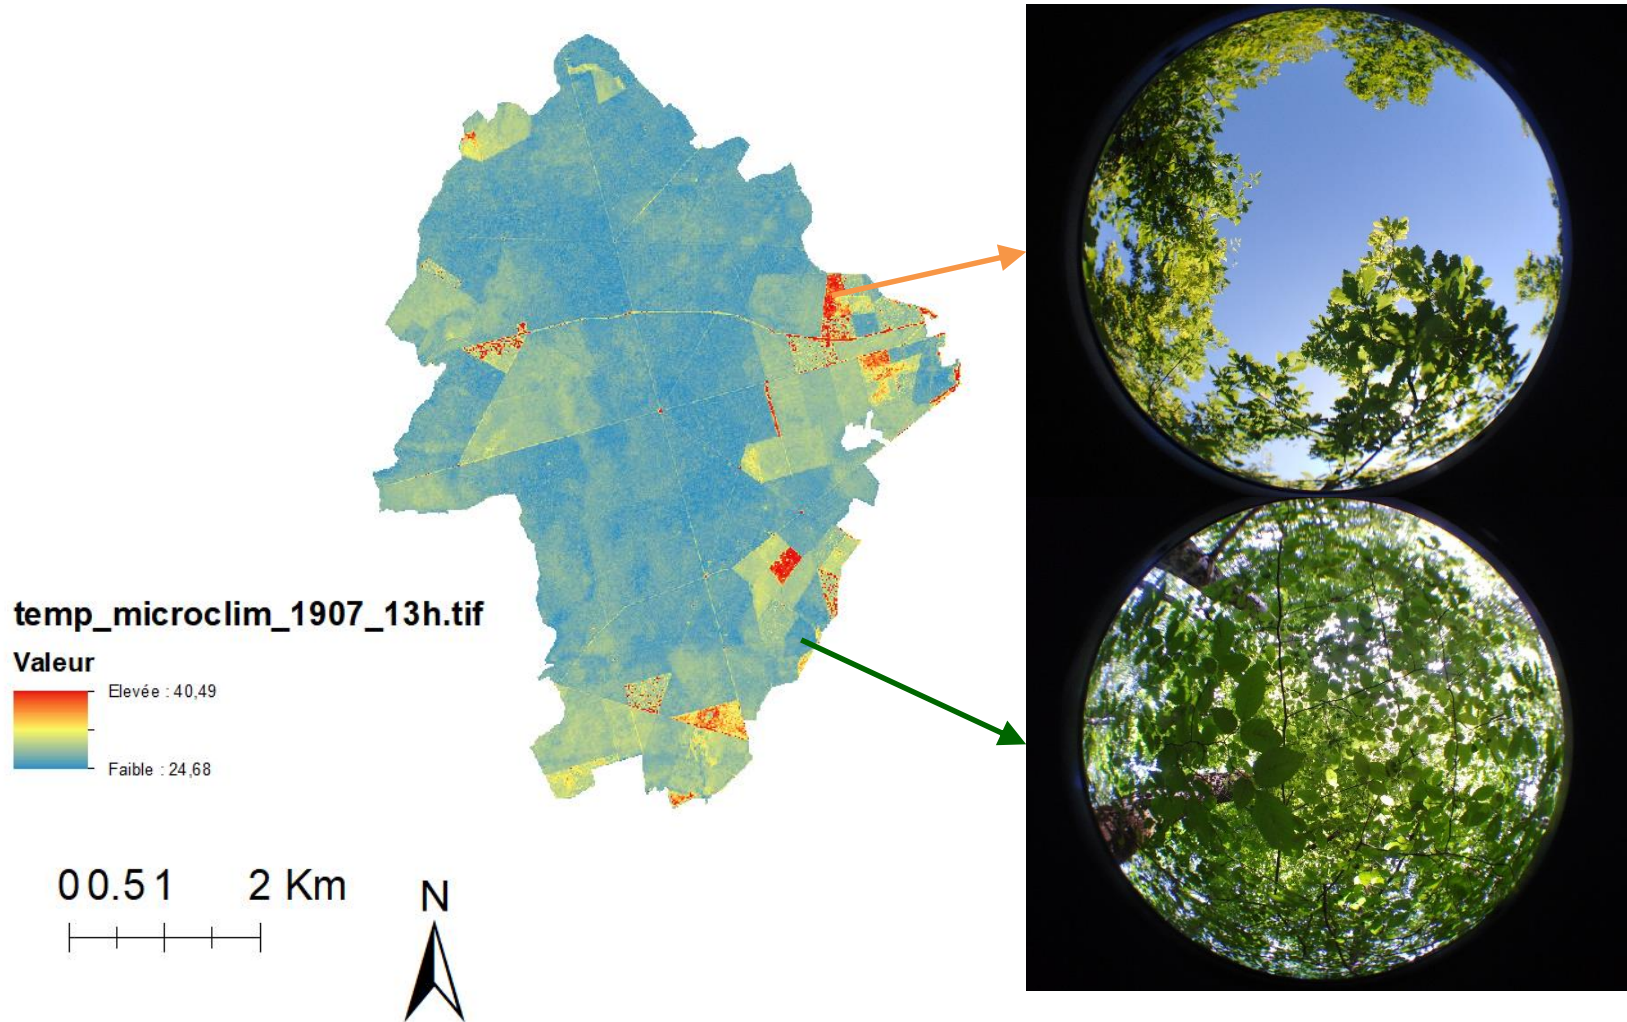 temp_microclim_1907_13h.tif
Valeur
Elevée : 40,49
Faible : 24,68
0 0.5 1 2 Km
N